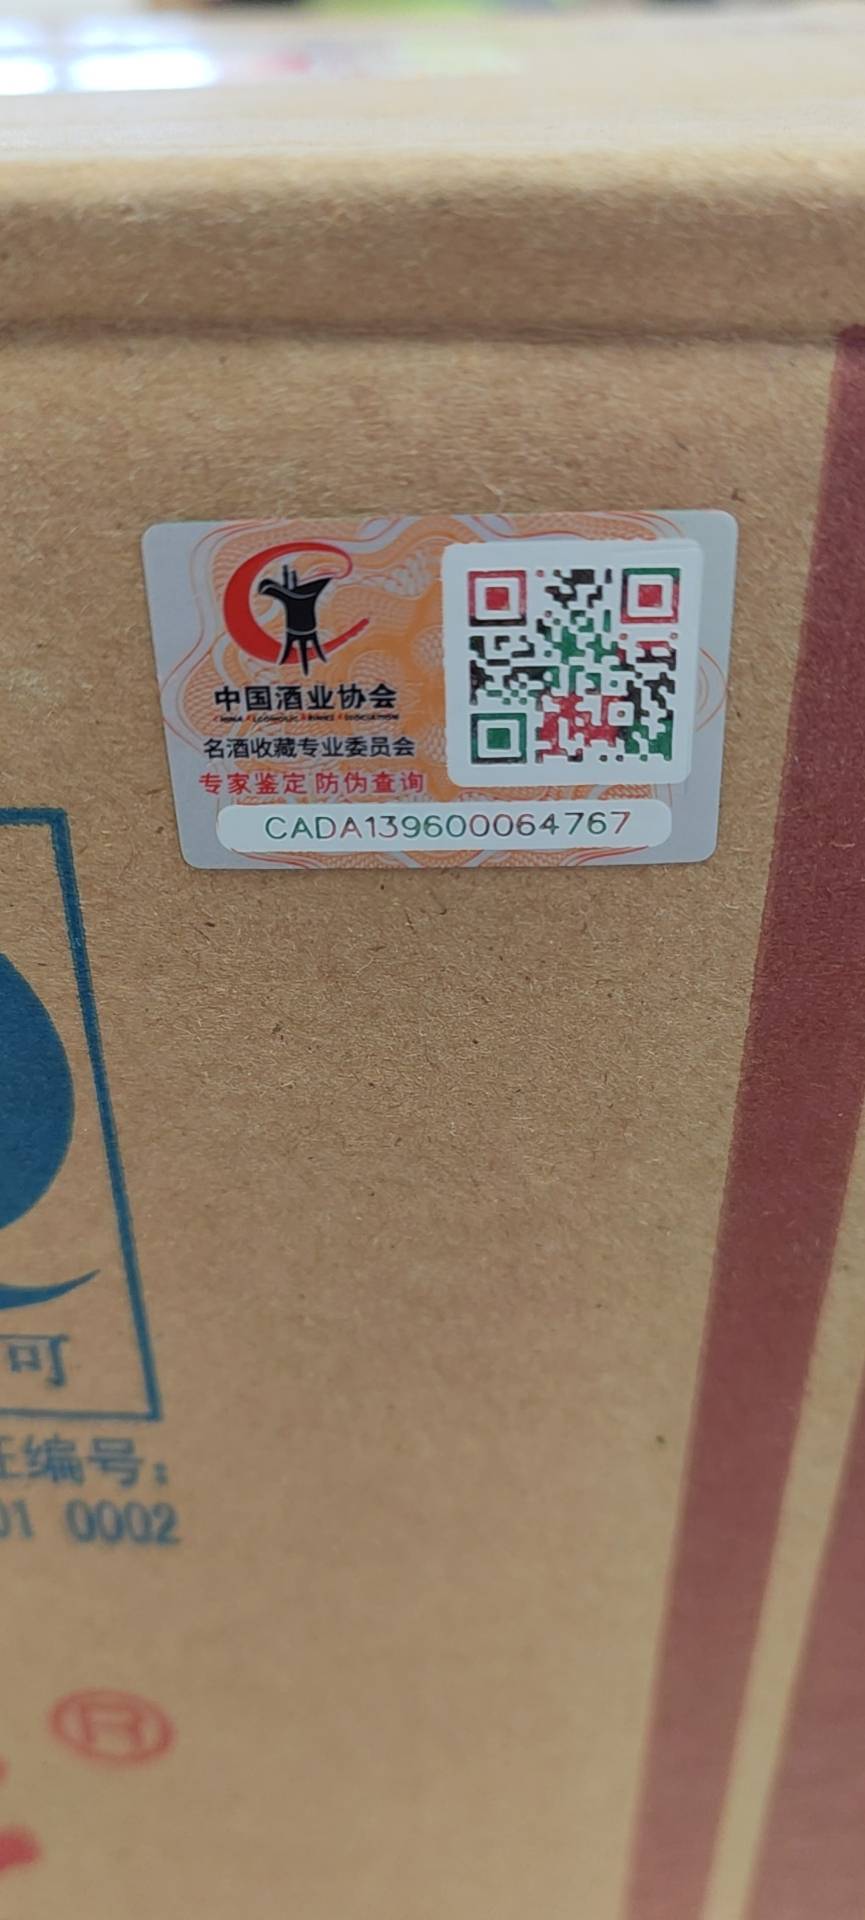 中国酒业协会
名酒收藏专业委员会
专家鉴定 防伪查询
CADA139600064767
可
证编号:
01 0002
®